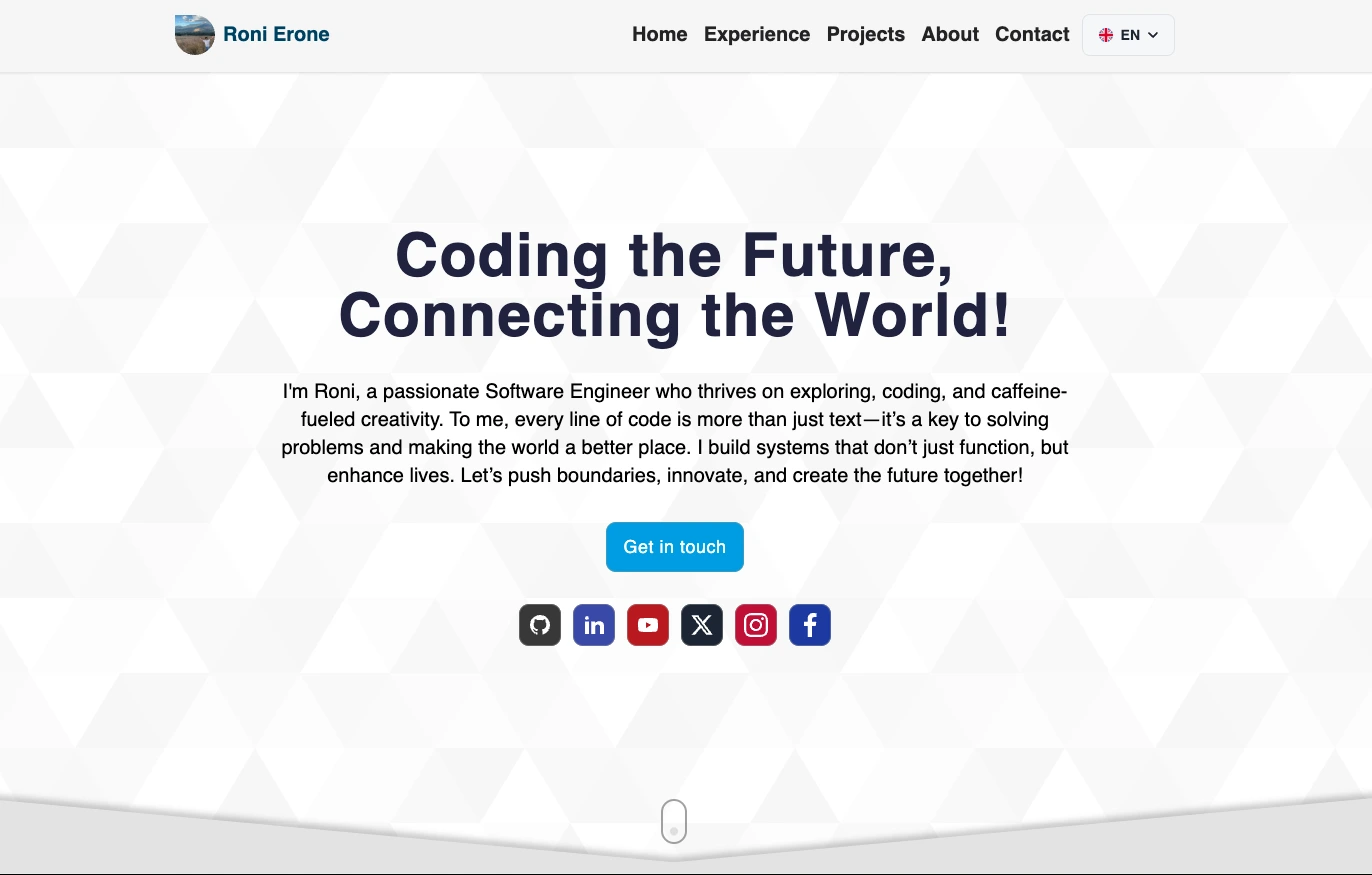 Roni Erone
Home Experience Projects About Contact EN
Coding the Future,
Connecting the World!
I'm Roni, a passionate Software Engineer who thrives on exploring, coding, and caffeine-
fueled creativity. To me, every line of code is more than just text—it’s a key to solving
problems and making the world a better place. I build systems that don’t just function, but
enhance lives. Let’s push boundaries, innovate, and create the future together!
Get in touch